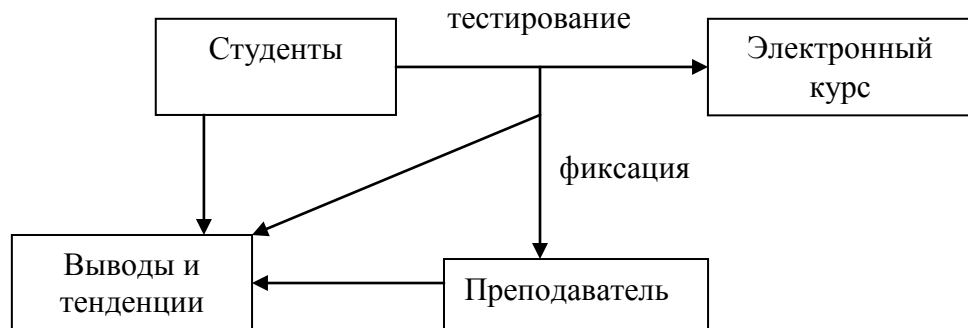 тестирование
Студенты
Электронный
курс
фиксация
Выводы и
тенденции
Преподаватель